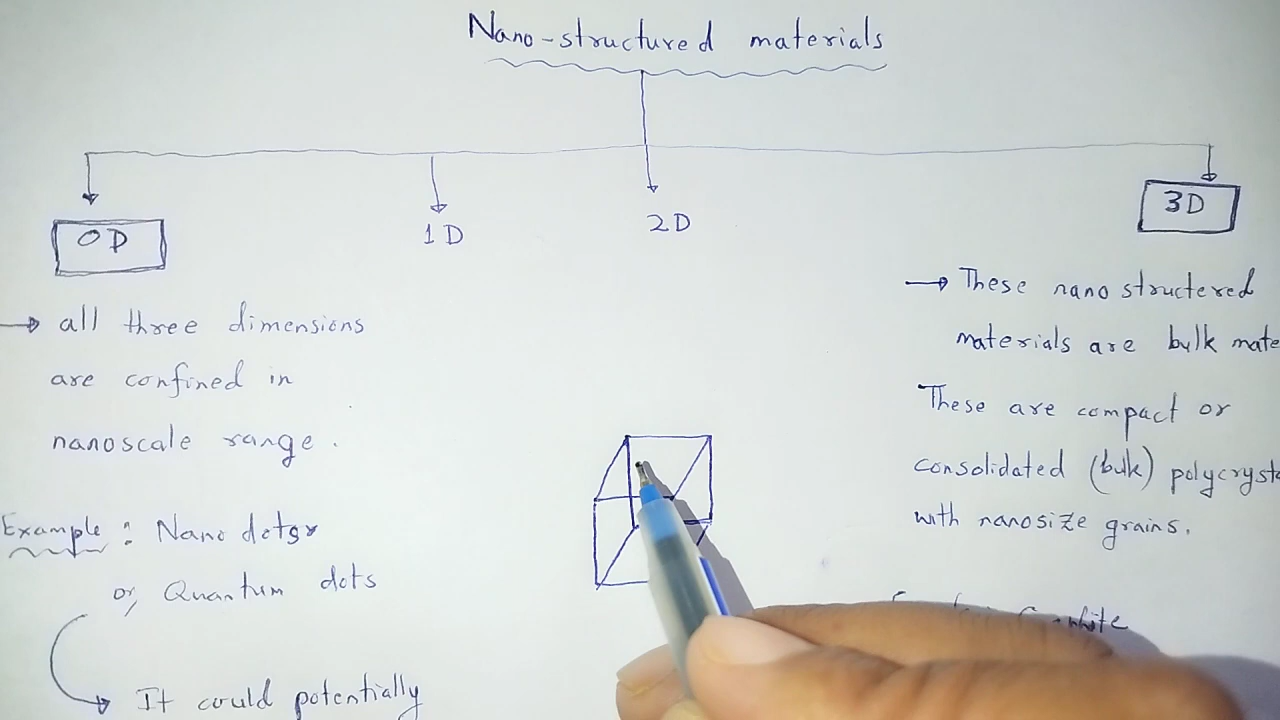 Nano-structured materials
0D
1D
2D
3D
→ all three dimensions
are confined in
nanoscale range.
Example: Nano dots
or, Quantum dots
It could potentially
→ These nano structered
materials are bulk mate
These are compact or
consolidated (bulk) polycrysta
with nanosize grains.